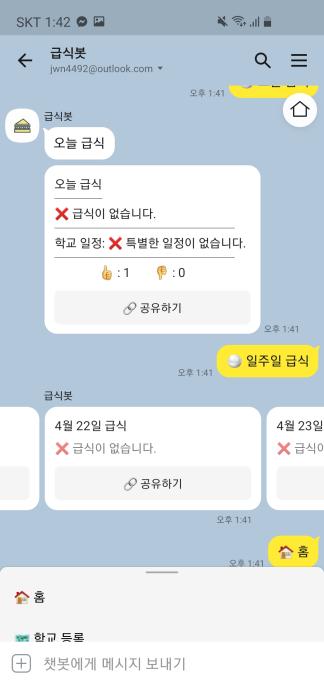 SKT 1:42
급식봇
jwn4492@outlook.com
오후 1:41
급식봇
오늘 급식
오늘 급식
❌ 급식이 없습니다.
학교 일정: ❌ 특별한 일정이 없습니다.
👍 : 1 👎 : 0
🔗 공유하기
오후 1:41
⚪ 일주일 급식
오후 1:41
급식봇
4월 22일 급식
❌ 급식이 없습니다.
🔗 공유하기
4월 23일
❌ 급식이
오후 1:41
🏠 홈
오후 1:41
🏠 홈
🗺️ 학교 등록
챗봇에게 메시지 보내기